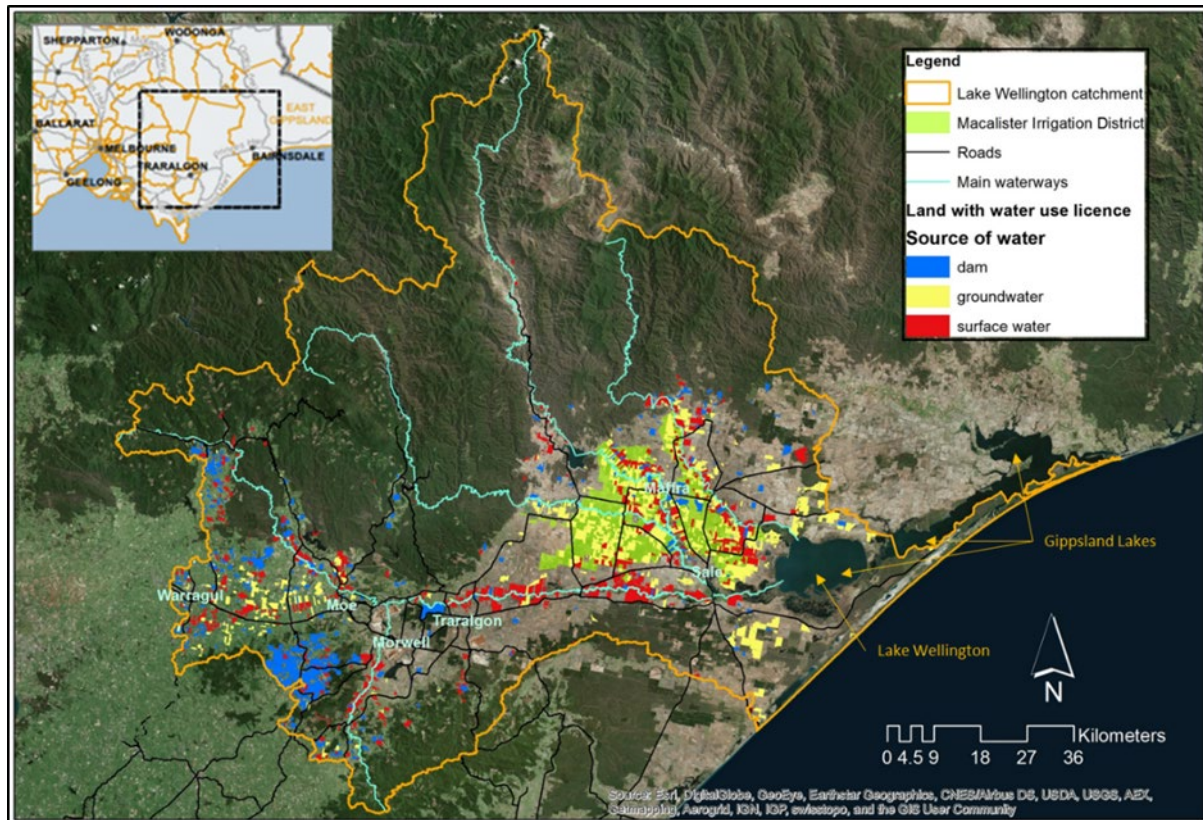 SHEPPARTON
WODONGA
BALLARAT
EAST
GIPPSLAND
MELBOURNE
BAIRNSDALE
TRARALGON
GEELONG
Legend
Lake Wellington catchment
Macalister Irrigation District
Roads
Main waterways
Land with water use licence
Source of water
dam
groundwater
surface water
Maffra
Gippsland Lakes
Sale
Warragul
Moe
Traralgon
Morwell
Lake Wellington
N
Kilometers
0 4.5 9 18 27 36
Source: Esri, DigitalGlobe, GeoEye, Earthstar Geographics, CNES/Airbus DS, USDA, USGS, AEX,
Getmapping, Aerogrid, IGN, IGP, swisstopo, and the GIS User Community